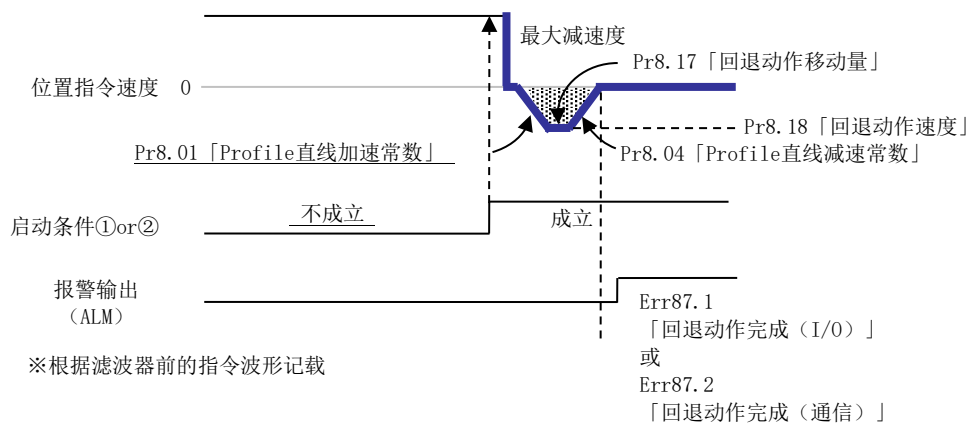 最大减速度
Pr8.17「回退动作移动量」
位置指令速度 0
Pr8.18「回退动作速度」
Pr8.01「Profile直线加速常数」
Pr8.04「Profile直线减速常数」
不成立
成立
启动条件①or②
报警输出
（ALM）
Err87.1
「回退动作完成（I/O）」
或
Err87.2
「回退动作完成（通信）」
※根据滤波器前的指令波形记载